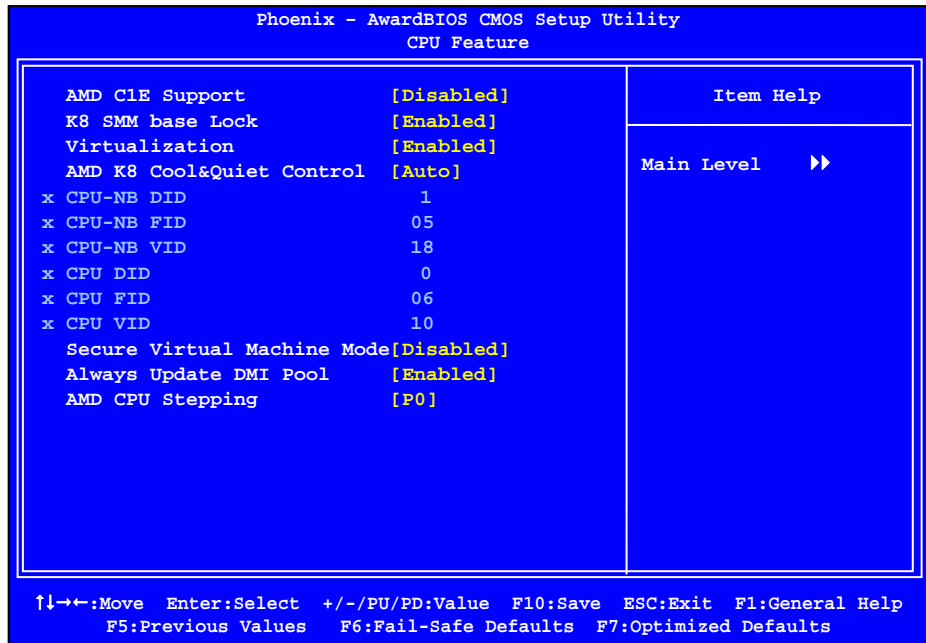 Phoenix – AwardBIOS CMOS Setup Utility
CPU Feature
AMD C1E Support [Disabled]
K8 SMM base Lock [Enabled]
Virtualization [Enabled]
AMD K8 Cool&Quiet Control [Auto]
x CPU-NB DID 1
x CPU-NB FID 05
x CPU-NB VID 18
x CPU DID 0
x CPU FID 06
x CPU VID 10
Secure Virtual Machine Mode[Disabled]
Always Update DMI Pool [Enabled]
AMD CPU Stepping [P0]
Item Help
Main Level ▸▸
↑↓→←:Move Enter:Select +/-/PU/PD:Value F10:Save ESC:Exit F1:General Help
F5:Previous Values F6:Fail-Safe Defaults F7:Optimized Defaults